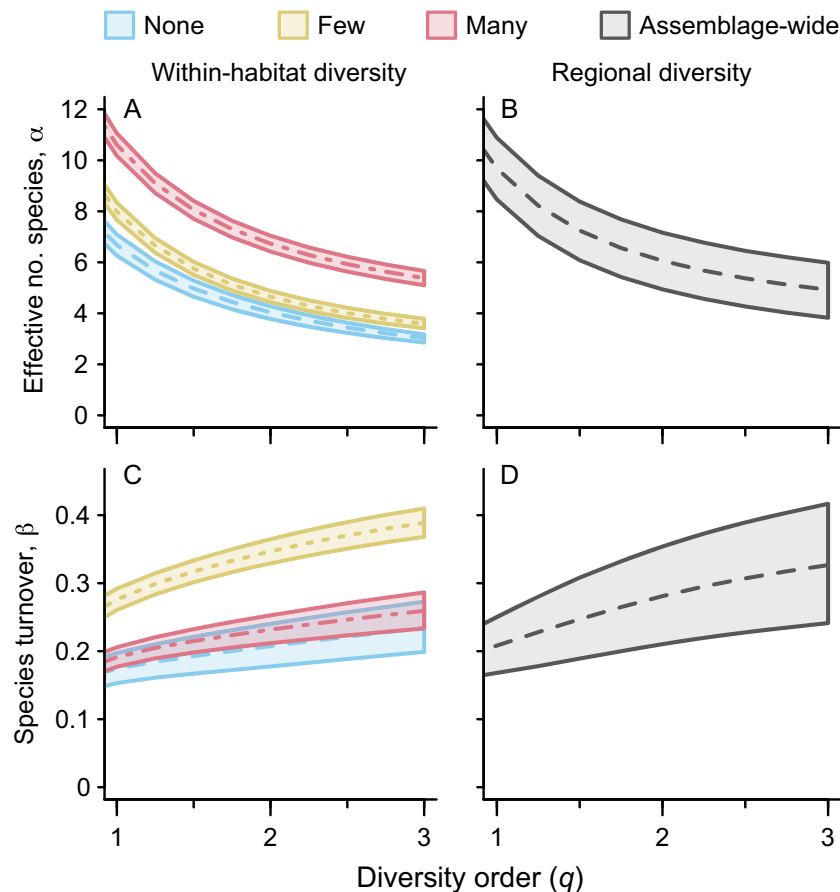 None Few Many Assemblage-wide
Within-habitat diversity Regional diversity
A B
Effective no. species, α
12
10
8
6
4
2
0
C D
Species turnover, β
0.4
0.3
0.2
0.1
0
1 2 3 1 2 3
Diversity order (q)